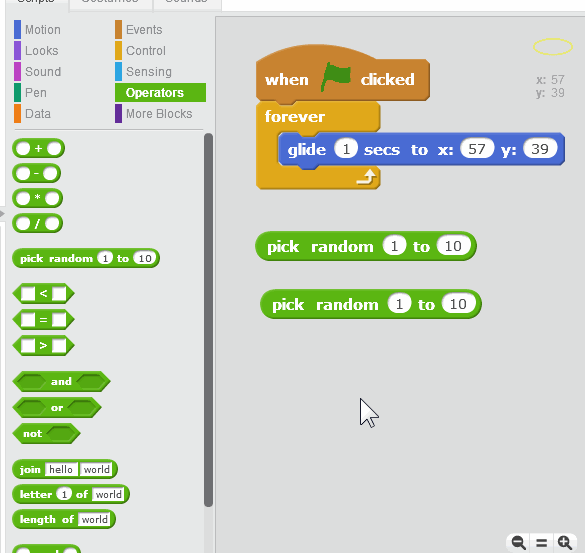 Scripts Costumes Sounds
Motion Events
Looks Control
Sound Sensing
Pen Operators
Data More Blocks
+
-
*
/
pick random 1 to 10
<
=
>
and
or
not
join hello world
letter 1 of world
length of world
when clicked
forever
glide 1 secs to x: 57 y: 39
pick random 1 to 10
pick random 1 to 10
x: 57
y: 39